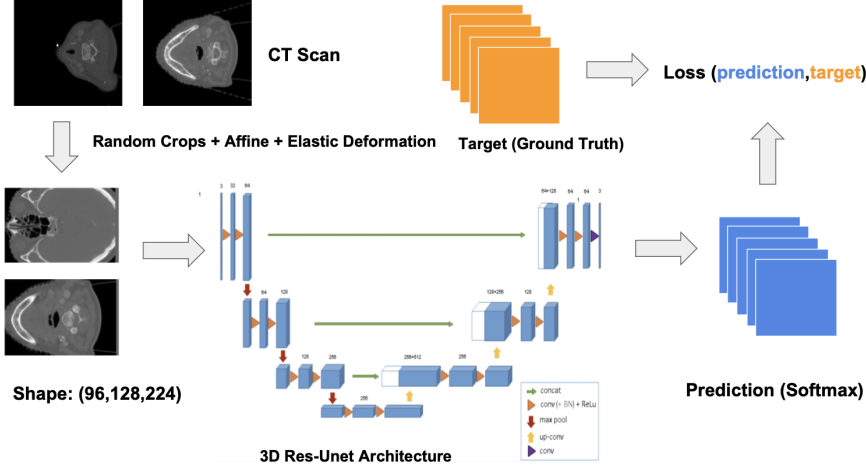 CT Scan
Loss (prediction,target)
Random Crops + Affine + Elastic Deformation
Target (Ground Truth)
1
3 32 64
64+128 64 64 3
1
64 128
128+256 128
128 256
256+512 256
256
Shape: (96,128,224)
concat
conv (+ BN) + ReLu
max pool
up-conv
conv
Prediction (Softmax)
3D Res-Unet Architecture